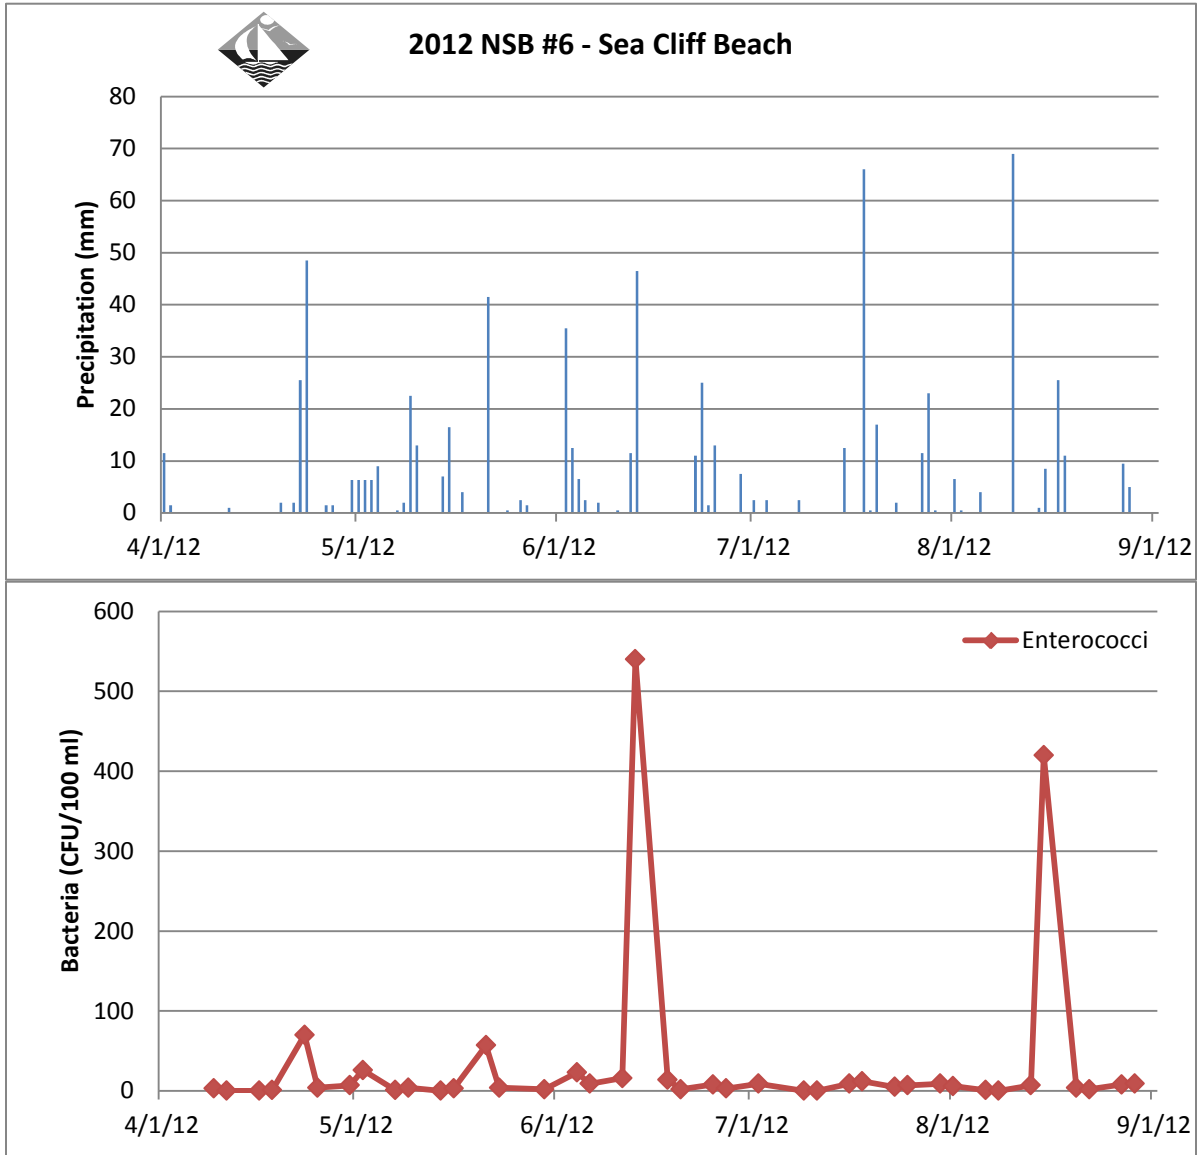 2012 NSB #6 - Sea Cliff Beach
80
70
60
50
40
30
20
10
0
Precipitation (mm)
4/1/12 5/1/12 6/1/12 7/1/12 8/1/12 9/1/12
600
500
400
300
200
100
0
Bacteria (CFU/100 ml)
Enterococci
4/1/12 5/1/12 6/1/12 7/1/12 8/1/12 9/1/12